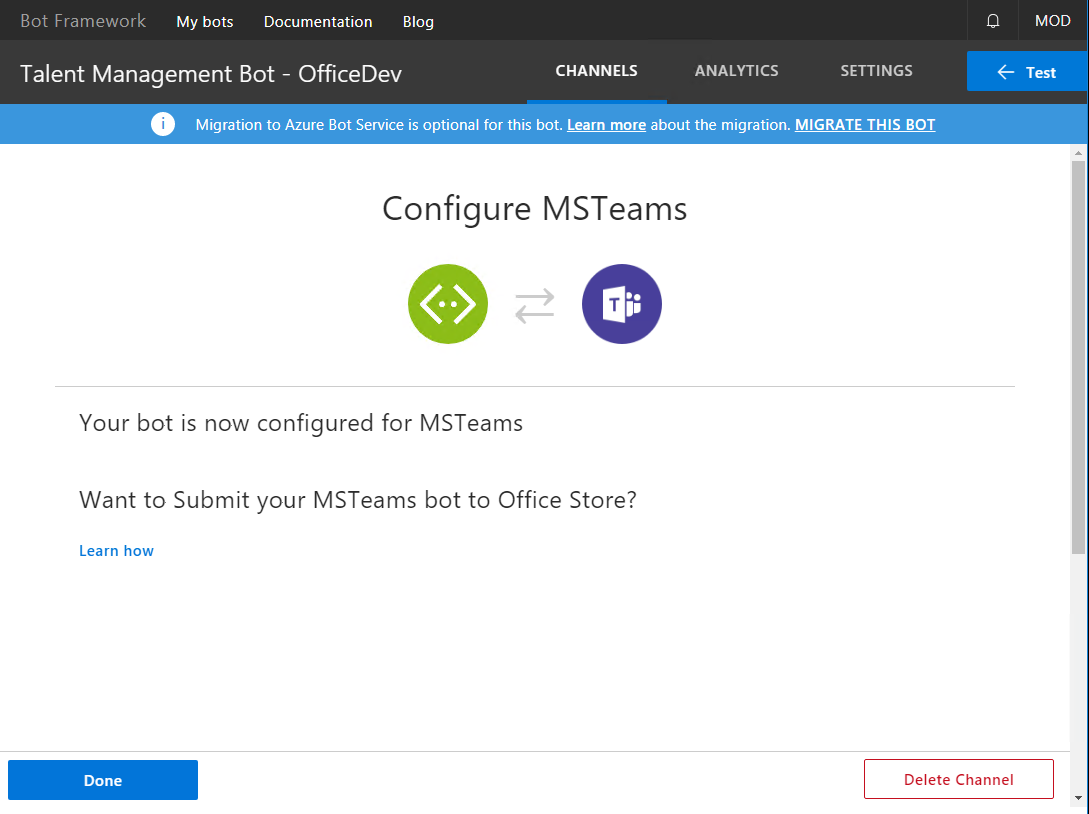 Bot Framework My bots Documentation Blog MOD
Talent Management Bot - OfficeDev CHANNELS ANALYTICS SETTINGS Test
i Migration to Azure Bot Service is optional for this bot. Learn more about the migration. MIGRATE THIS BOT
Configure MSTeams
T
Your bot is now configured for MSTeams
Want to Submit your MSTeams bot to Office Store?
Learn how
Done Delete Channel